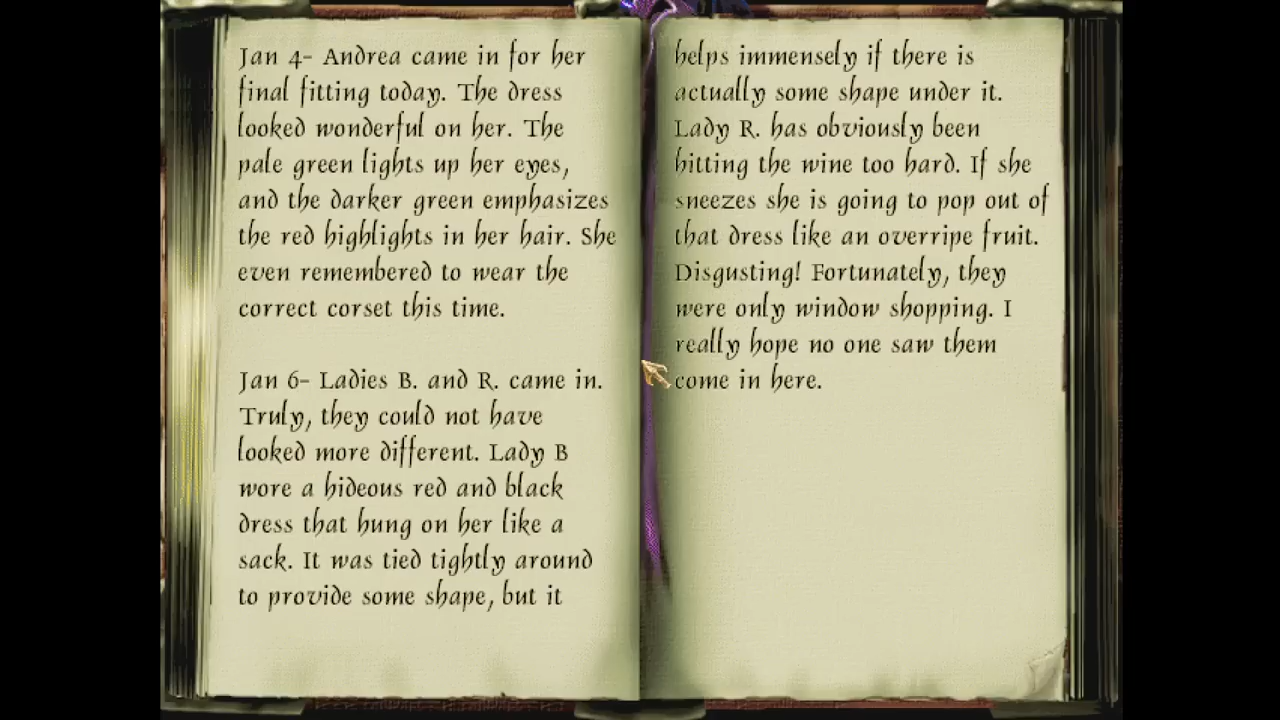 Jan 4- Andrea came in for her
final fitting today. The dress
looked wonderful on her. The
pale green lights up her eyes,
and the darker green emphasizes
the red highlights in her hair. She
even remembered to wear the
correct corset this time.
Jan 6- Ladies B. and R. came in.
Truly, they could not have
looked more different. Lady B
wore a hideous red and black
dress that hung on her like a
sack. It was tied tightly around
to provide some shape, but it
helps immensely if there is
actually some shape under it.
Lady R. has obviously been
hitting the wine too hard. If she
sneezes she is going to pop out of
that dress like an overripe fruit.
Disgusting! Fortunately, they
were only window shopping. I
really hope no one saw them
come in here.